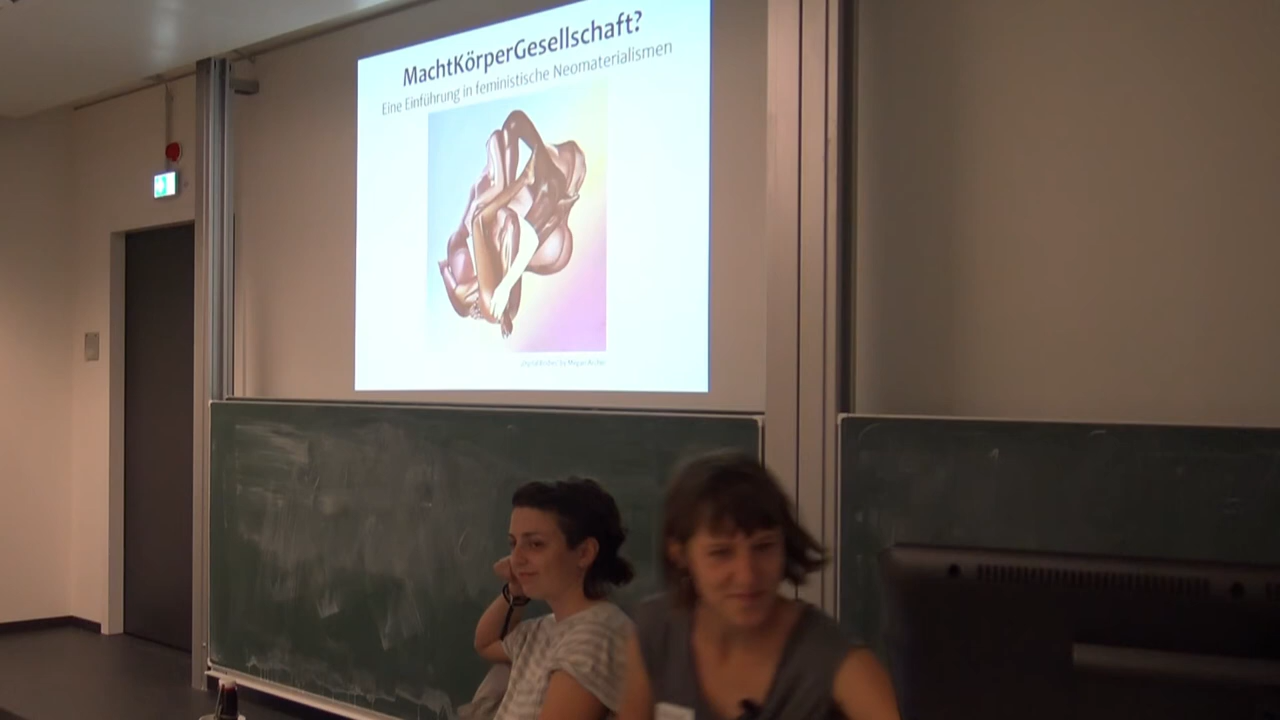 MachtKörperGesellschaft?
Eine Einführung in feministische Neomaterialismen